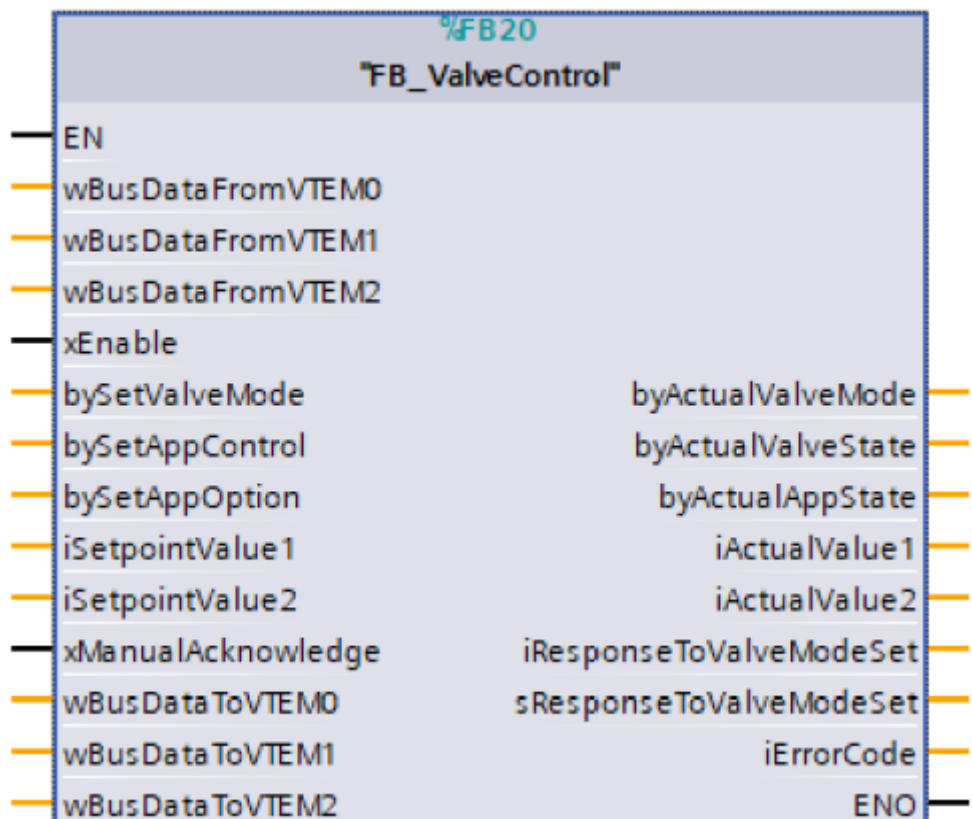 %FB20
"FB_ValveControl"
EN
wBusDataFromVTEM0
wBusDataFromVTEM1
wBusDataFromVTEM2
xEnable
bySetValveMode byActualValveMode
bySetAppControl byActualValveState
bySetAppOption byActualAppState
iSetpointValue1 iActualValue1
iSetpointValue2 iActualValue2
xManualAcknowledge iResponseToValveModeSet
wBusDataToVTEM0 sResponseToValveModeSet
wBusDataToVTEM1 iErrorCode
wBusDataToVTEM2 ENO